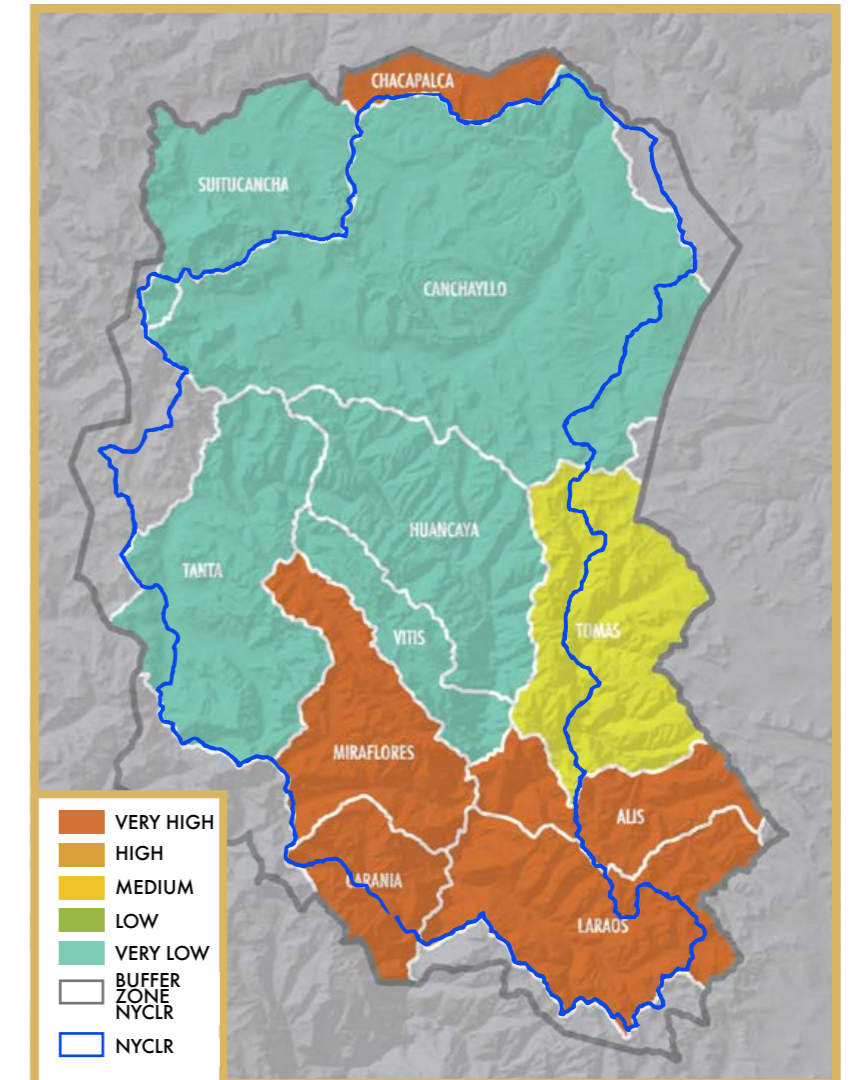 CHACAPALCA
SUITUCANCHA
CANCHAYLLO
HUANCAYA
TANTA
TOMAS
VITIS
MIRAFLORES
ALIS
CARANIA
LARAOS
VERY HIGH
HIGH
MEDIUM
LOW
VERY LOW
BUFFER
ZONE
NYCLR
NYCLR